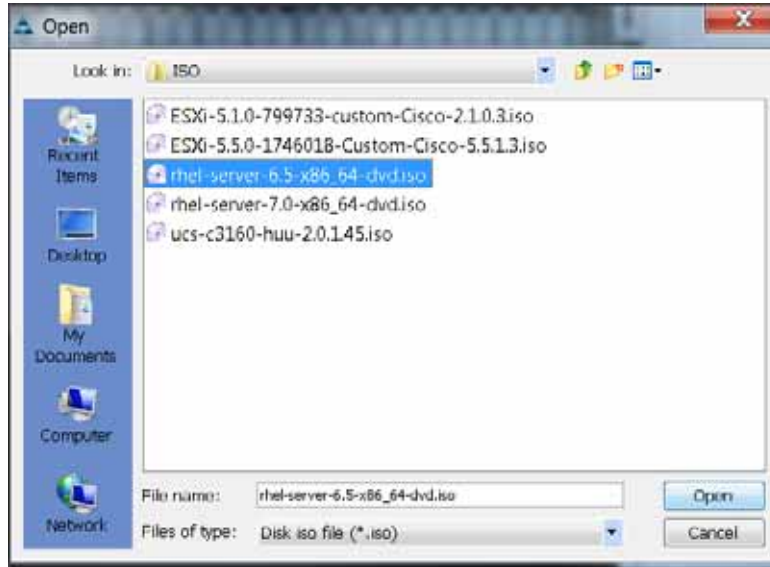 Open
Look in: ISO
Recent
Items
Desktop
My
Documents
Computer
Network
ESXi-5.1.0-799733-custom-Cisco-2.1.0.3.iso
ESXi-5.5.0-1746018-Custom-Cisco-5.5.1.3.iso
rhel-server-6.5-x86_64-dvd.iso
rhel-server-7.0-x86_64-dvd.iso
ucs-c3160-huu-2.0.1.45.iso
File name: rhel-server-6.5-x86_64-dvd.iso Open
Files of type: Disk iso file (*.iso) Cancel